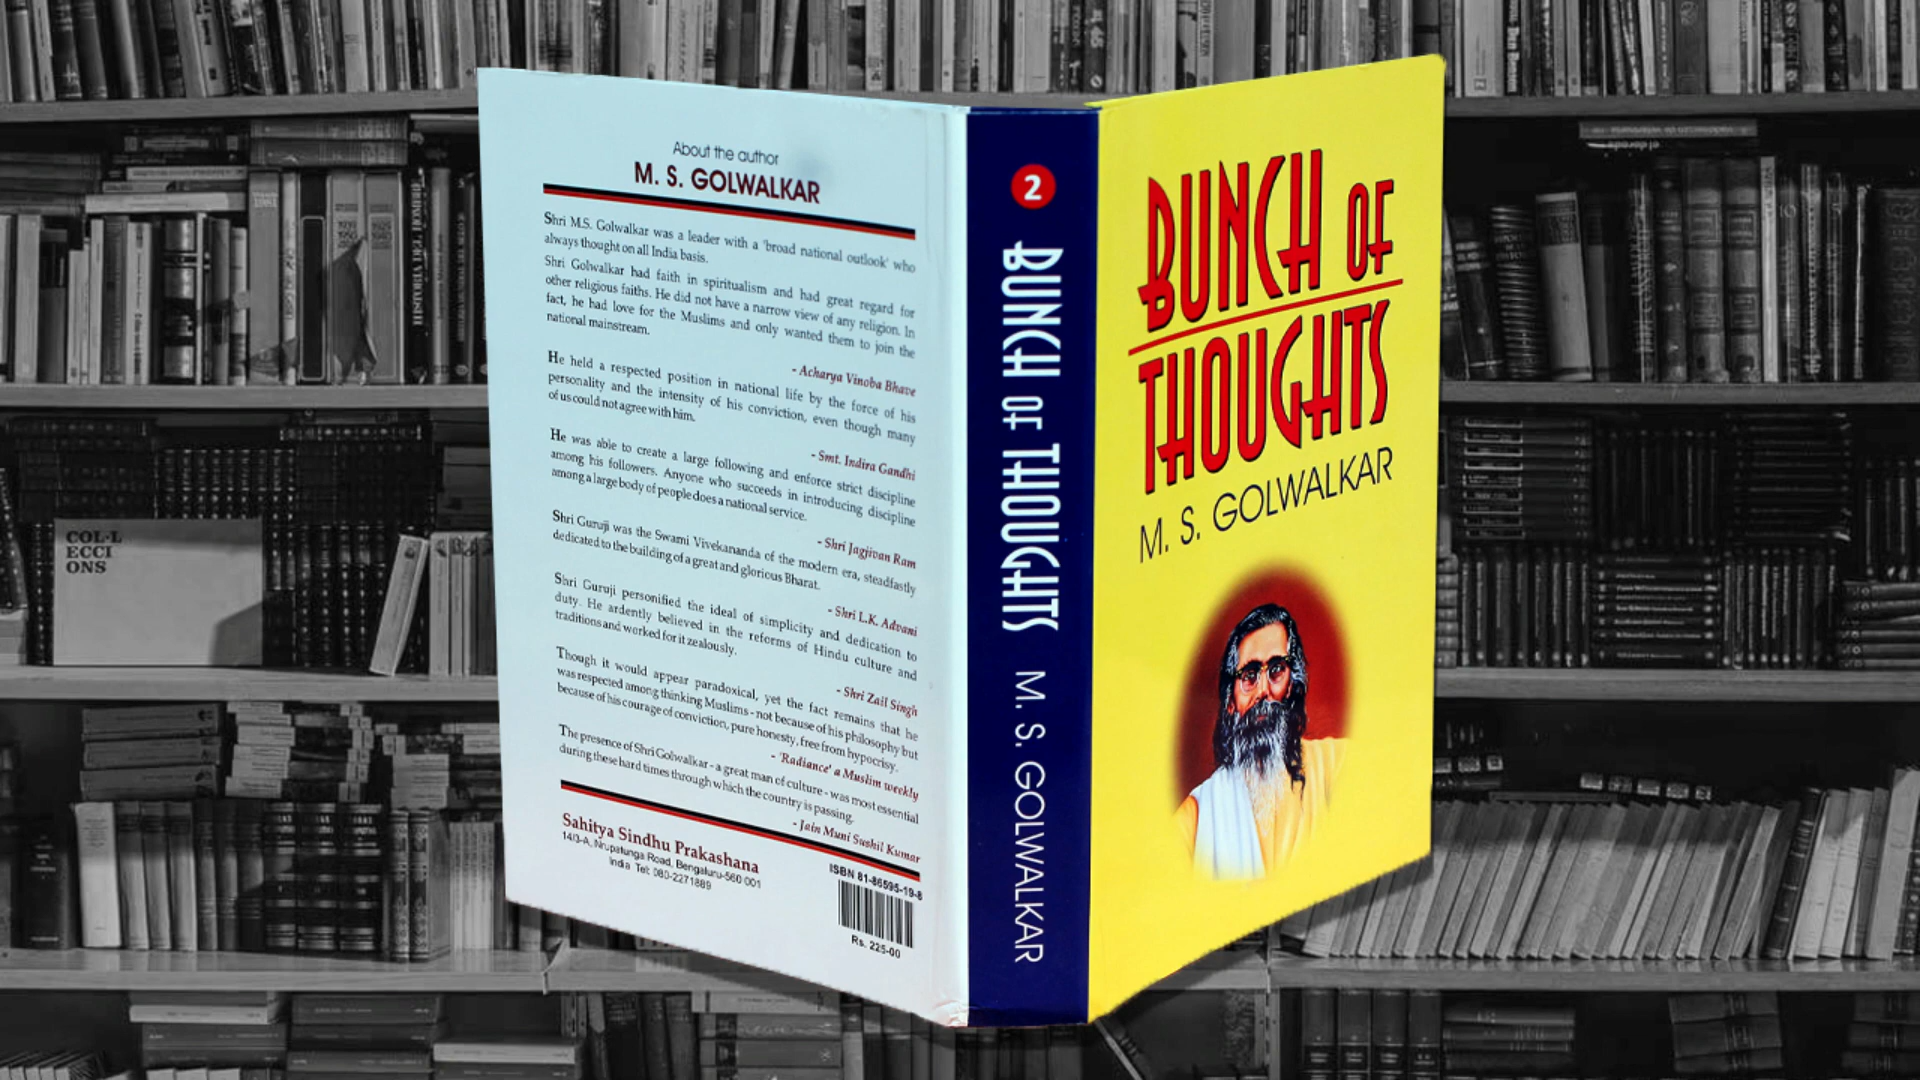 About the author
M. S. GOLWALKAR
Shri M.S. Golwalkar was a leader with a 'broad national outlook' who
always thought on all India basis.
Shri Golwalkar had faith in spiritualism and had great regard for
other religious faiths. He did not have a narrow view of any religion. In
fact, he had love for the Muslims and only wanted them to join the
national mainstream.
- Acharya Vinoba Bhave
He held a respected position in national life by the force of his
personality and the intensity of his conviction, even though many
of us could not agree with him.
- Smt. Indira Gandhi
He was able to create a large following and enforce strict discipline
among his followers. Anyone who succeeds in introducing discipline
among a large body of people does a national service.
- Shri Jagjivan Ram
Shri Guruji was the Swami Vivekananda of the modern era, steadfastly
dedicated to the building of a great and glorious Bharat.
- Shri L.K. Advani
Shri Guruji personified the ideal of simplicity and dedication to
duty. He ardently believed in the reforms of Hindu culture and
traditions and worked for it zealously.
- Shri Zail Singh
Though it would appear paradoxical, yet the fact remains that he
was respected among thinking Muslims - not because of his philosophy but
because of his courage of conviction, pure honesty, free from hypocrisy.
- 'Radiance' a Muslim weekly
The presence of Shri Golwalkar - a great man of culture - was most essential
during these hard times through which the country is passing.
- Jain Muni Sushil Kumar
Sahitya Sindhu Prakashana
14/3-A, Nrupatunga Road, Bengaluru-560 001
India Tel: 080-2271889
ISBN 81-86595-19-8
Rs. 225-00
2
BUNCH OF THOUGHTS M. S. GOLWALKAR
BUNCH OF
THOUGHTS
M. S. GOLWALKAR
COL·L
ECCI
ONS